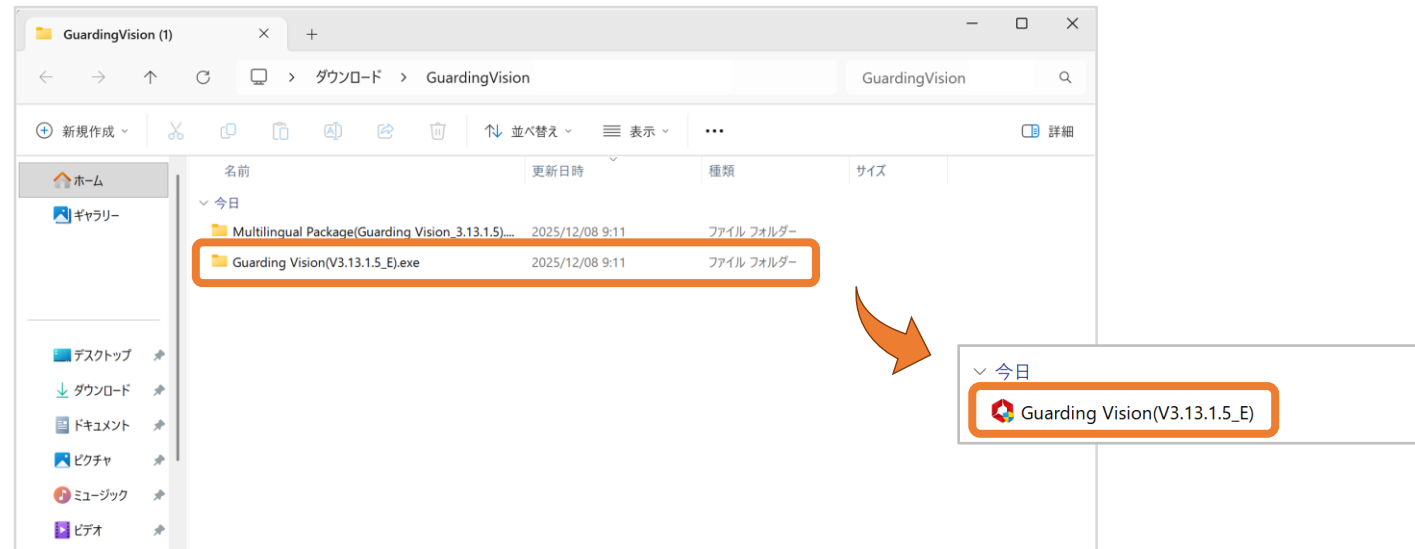 GuardingVision (1)
ダウンロード GuardingVision
GuardingVision
新規作成
並べ替え
表示
詳細
名前 更新日時 種類 サイズ
ホーム
ギャラリー
今日
Multilingual Package(Guarding Vision_3.13.1.5).... 2025/12/08 9:11 ファイル フォルダー
Guarding Vision(V3.13.1.5_E).exe 2025/12/08 9:11 ファイル フォルダー
デスクトップ
ダウンロード
ドキュメント
ピクチャ
ミュージック
ビデオ
今日
Guarding Vision(V3.13.1.5_E)